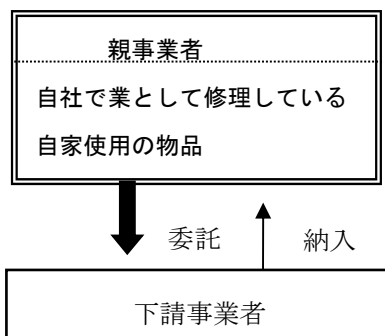 親事業者
自社で業として修理している
自家使用の物品
委託
納入
下請事業者